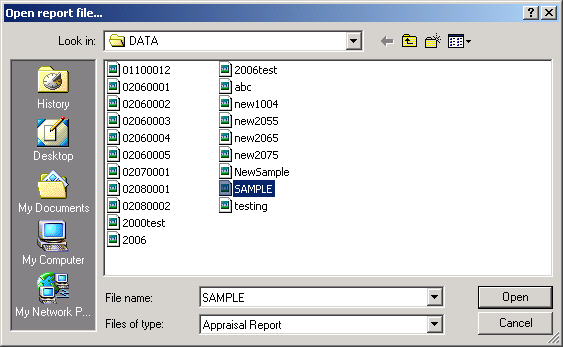 Open report file...
Look in: DATA
History
Desktop
My Documents
My Computer
My Network P...
01100012
02060001
02060002
02060003
02060004
02060005
02070001
02080001
02080002
2000test
2006
2006test
abc
new1004
new2055
new2065
new2075
NewSample
SAMPLE
testing
File name: SAMPLE Open
Files of type: Appraisal Report Cancel